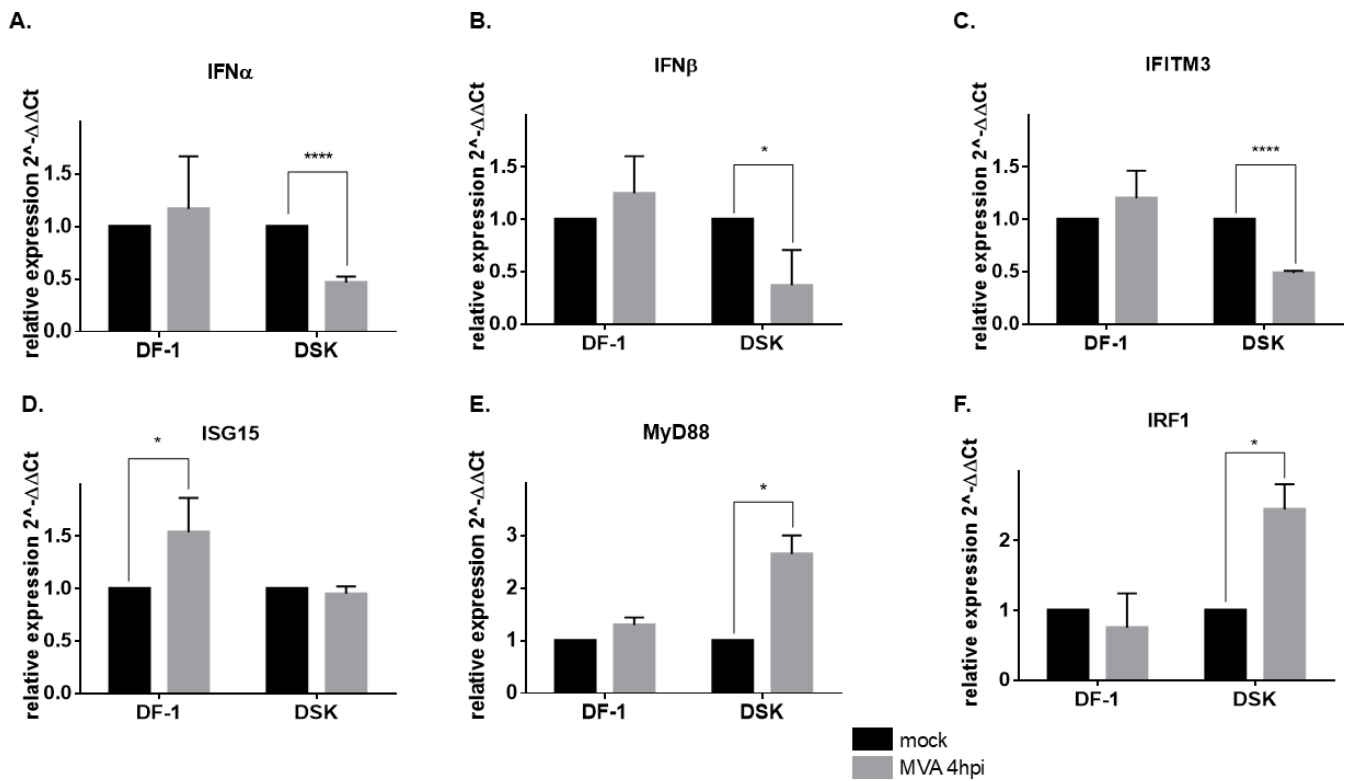 A.
IFNα
relative expression 2^-ΔΔCt
1.5
1.0
0.5
0.0
****
DF-1
DSK
B.
IFNβ
relative expression 2^-ΔΔCt
1.5
1.0
0.5
0.0
*
DF-1
DSK
C.
IFITM3
relative expression 2^-ΔΔCt
1.5
1.0
0.5
0.0
****
DF-1
DSK
D.
ISG15
relative expression 2^-ΔΔCt
1.5
1.0
0.5
0.0
*
DF-1
DSK
E.
MyD88
relative expression 2^-ΔΔCt
3
2
1
0
*
DF-1
DSK
F.
IRF1
relative expression 2^-ΔΔCt
2
1
0
*
DF-1
DSK
mock
MVA 4hpi